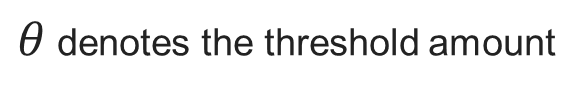 θ denotes the threshold amount